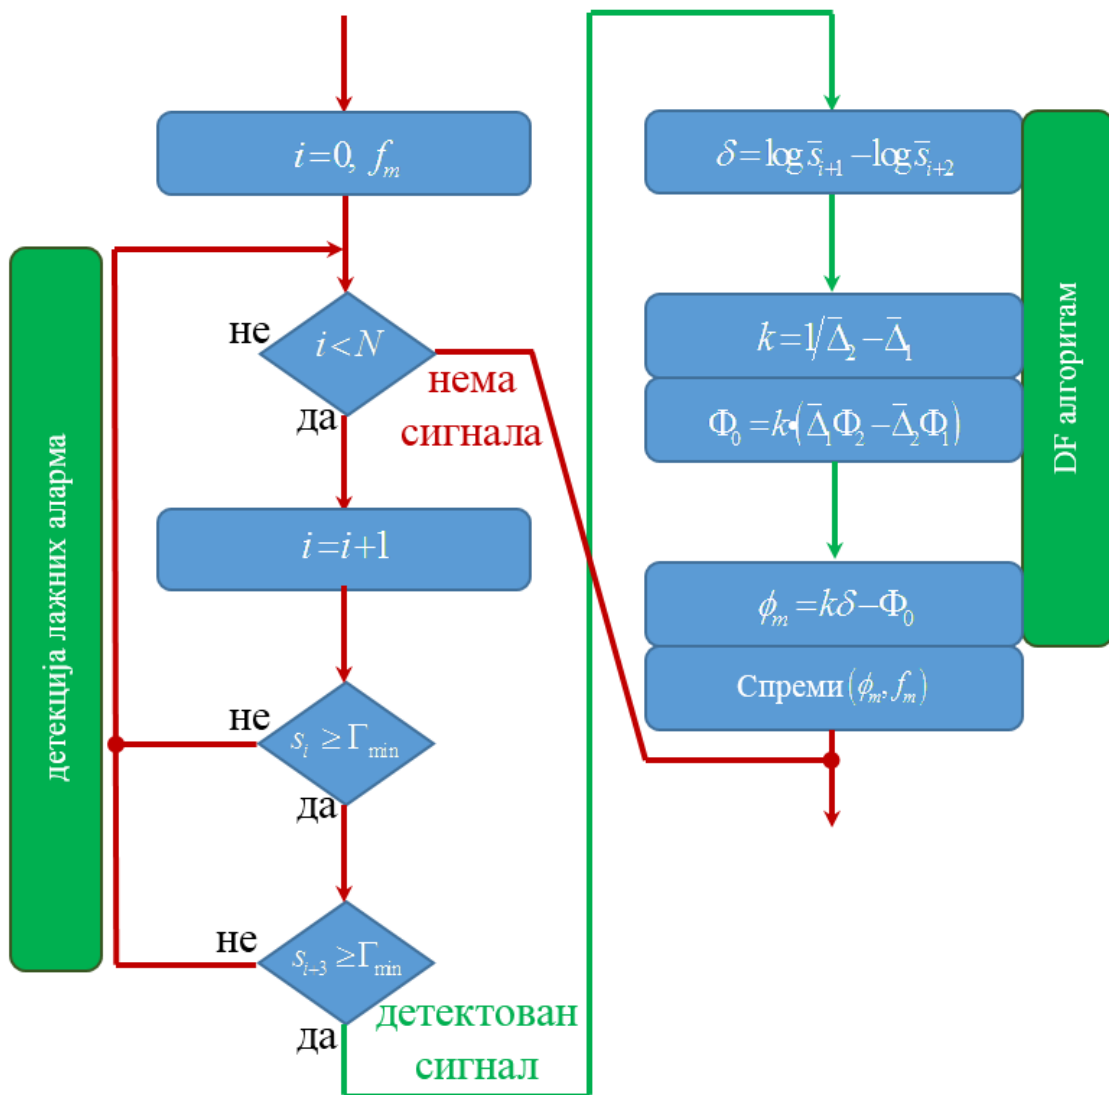 i=0, f_m
не
i<N
да
нема
сигнала
i=i+1
не
s_i ≥Γ_min
да
не
s_{i+3} ≥Γ_min
да
детектован
сигнал
детекција лажних аларма
δ=log s̅_{i+1} −log s̅_{i+2}
k=1/Δ̅_2 −Δ̅_1
Φ_0 =k•(Δ̅_1Φ_2 −Δ̅_2Φ_1)
ϕ_m =kδ−Φ_0
Спреми(ϕ_m, f_m)
DF алгоритам